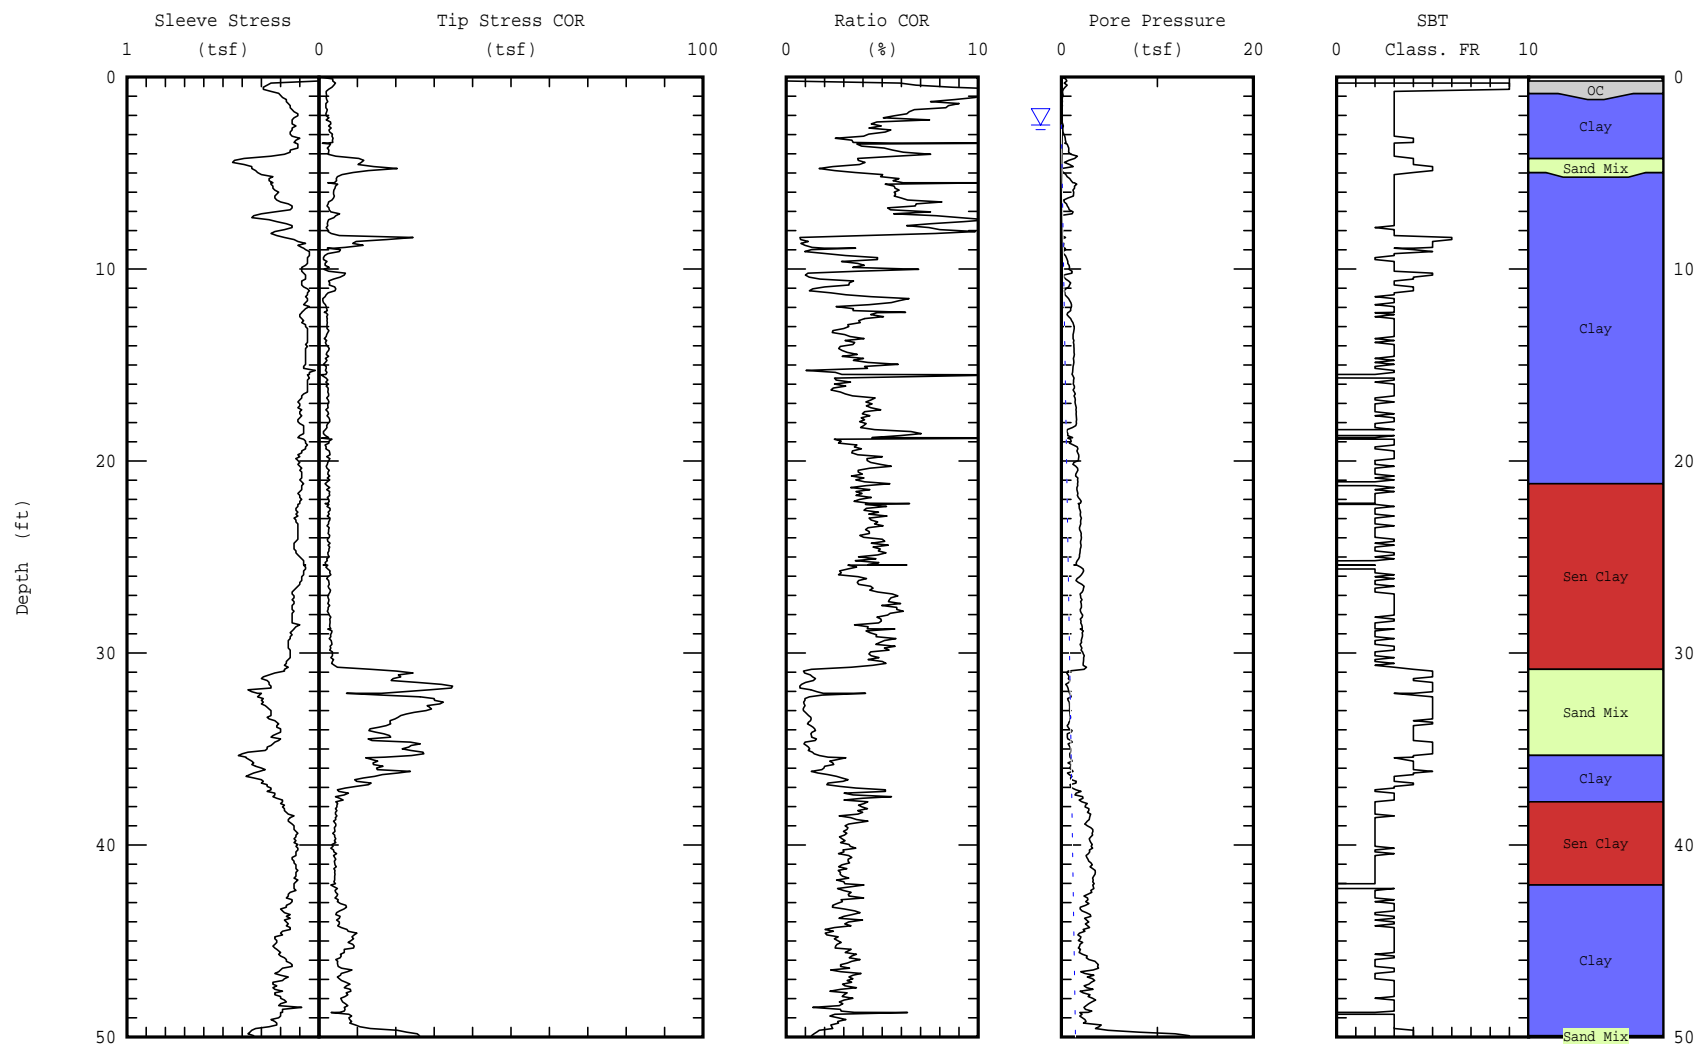 Sleeve Stress Tip Stress COR Ratio COR Pore Pressure SBT
(tsf) (tsf) (%) (tsf) Class. FR
1 0 100 0 10 0 20 0 10
0 0
OC
Clay
Sand Mix
10 10
Clay
20 20
Sen Clay
Depth (ft)
30 30
Sand Mix
Clay
40 Sen Clay 40
Clay
50 Sand Mix 50